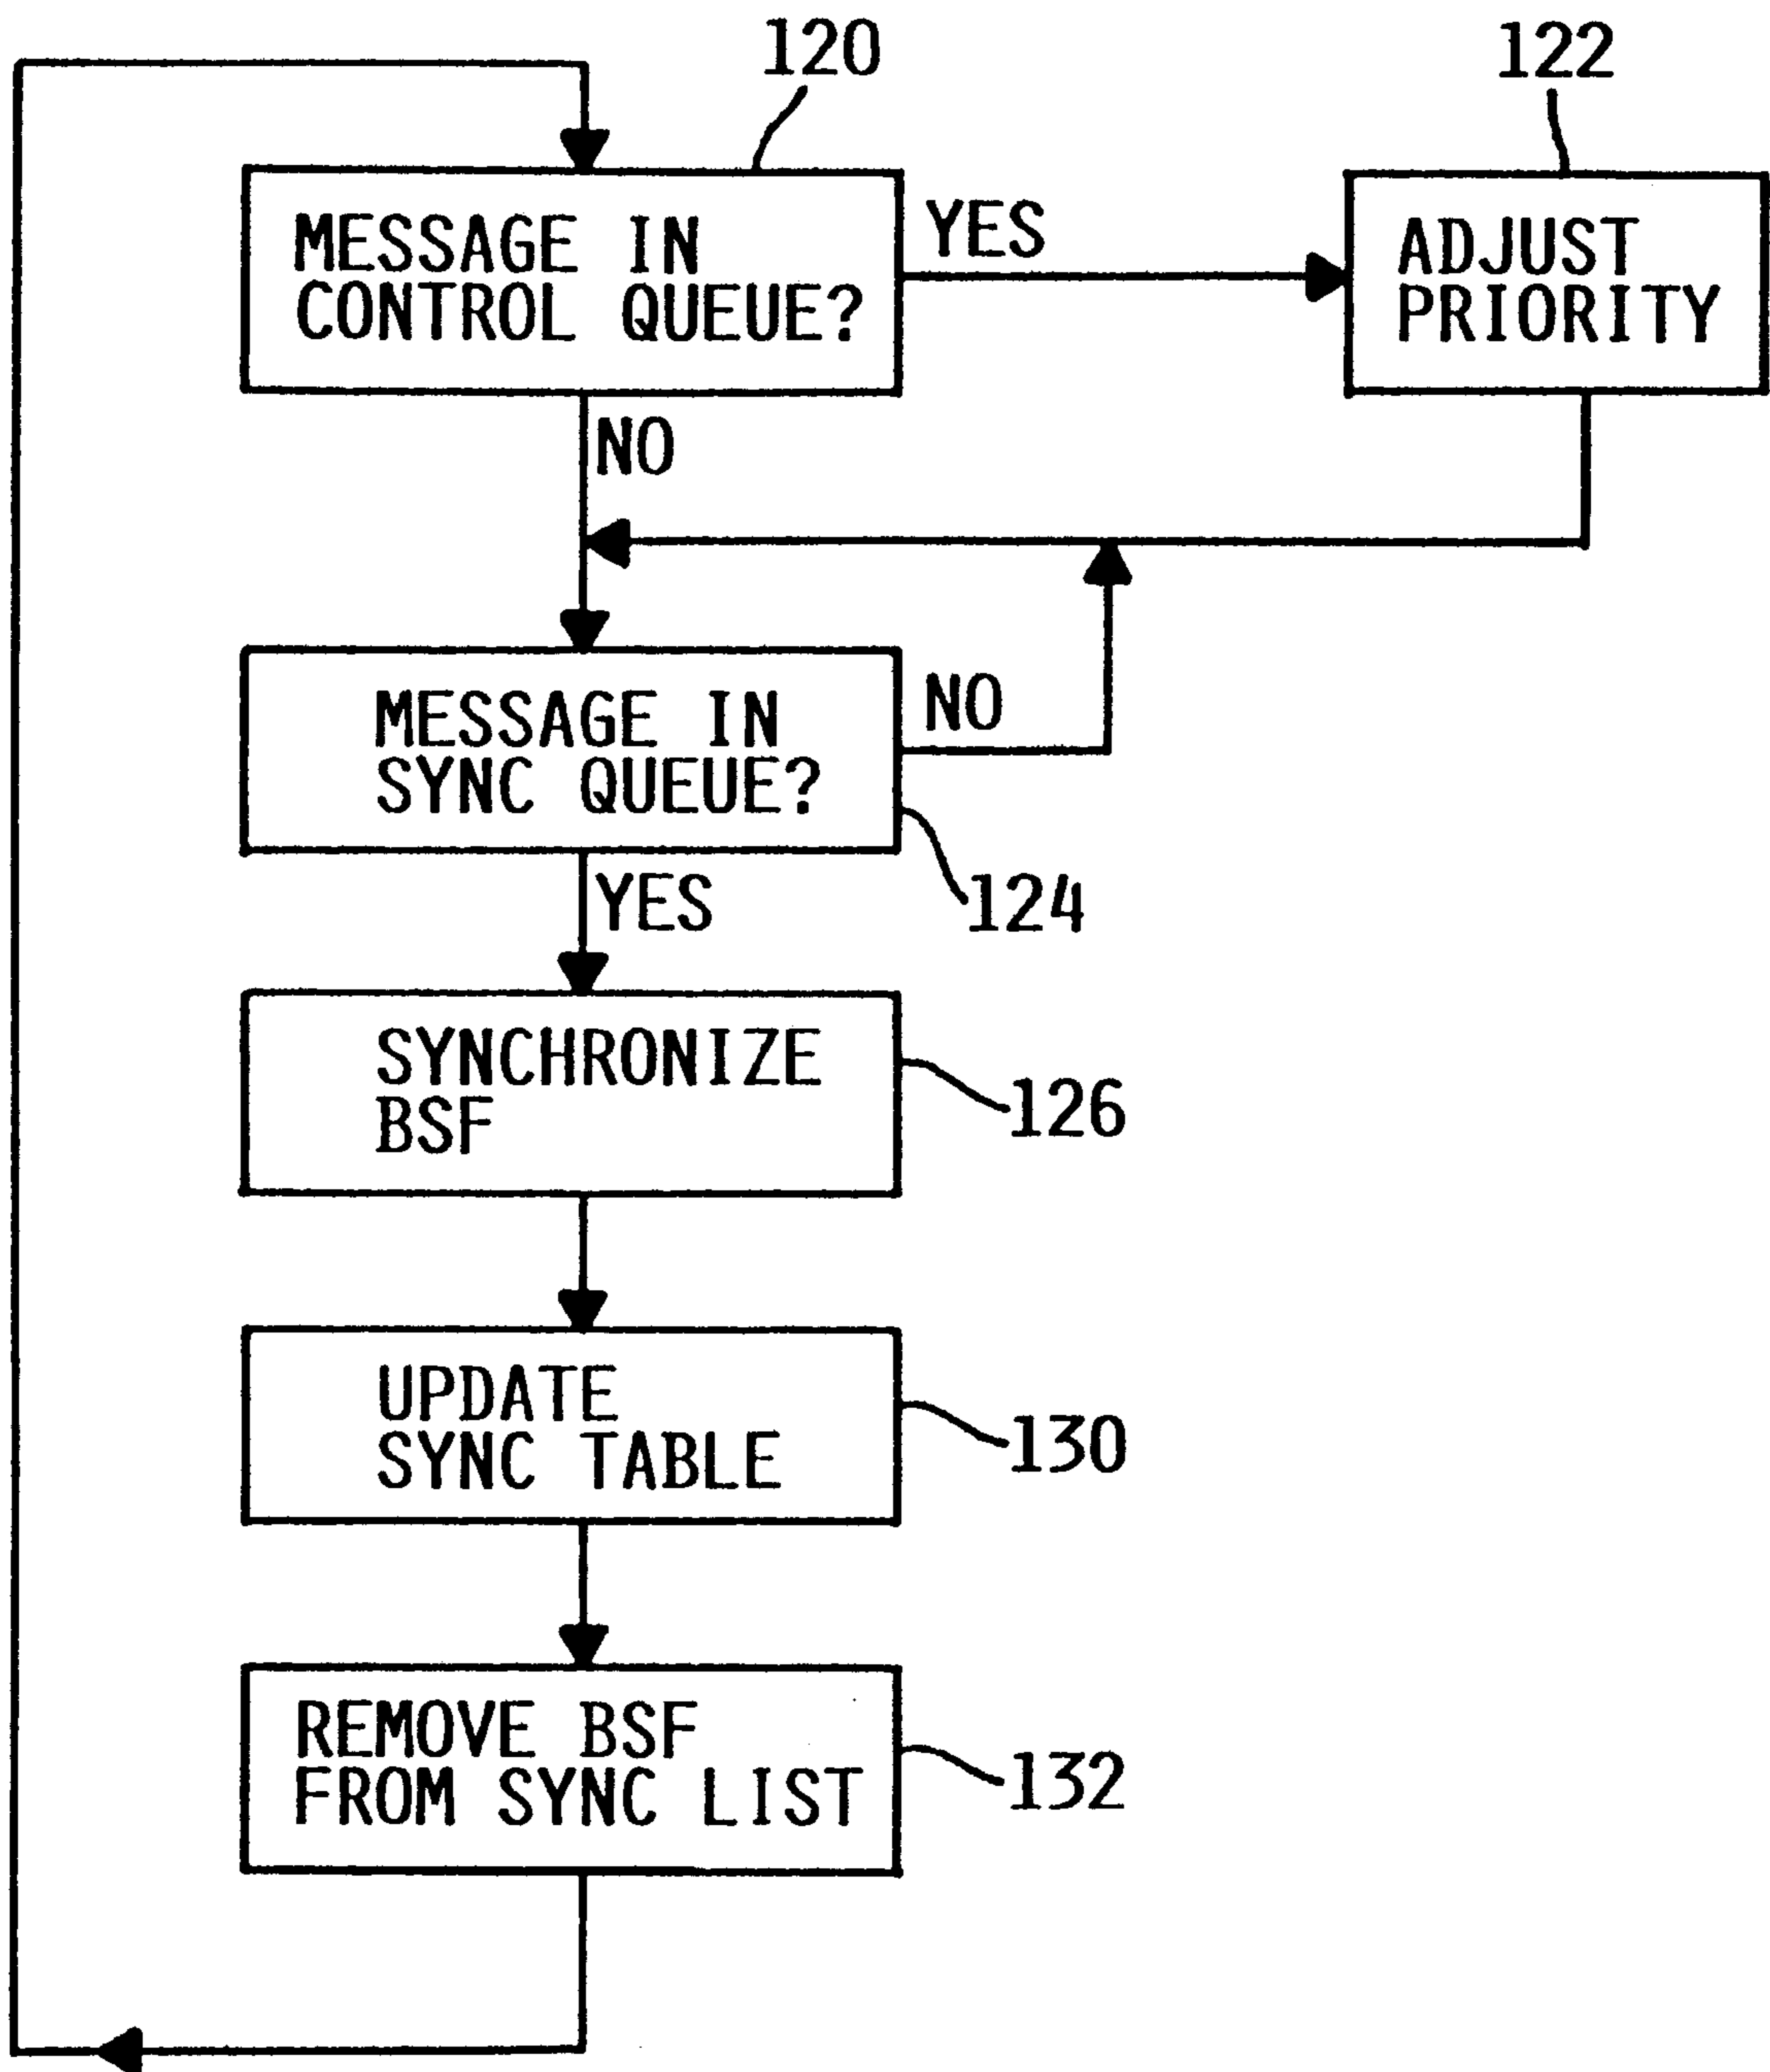 120
122
MESSAGE IN
CONTROL QUEUE?
YES
ADJUST
PRIORITY
NO
MESSAGE IN
SYNC QUEUE?
NO
124
YES
SYNCHRONIZE
BSF
126
UPDATE
SYNC TABLE
130
REMOVE BSF
FROM SYNC LIST
132